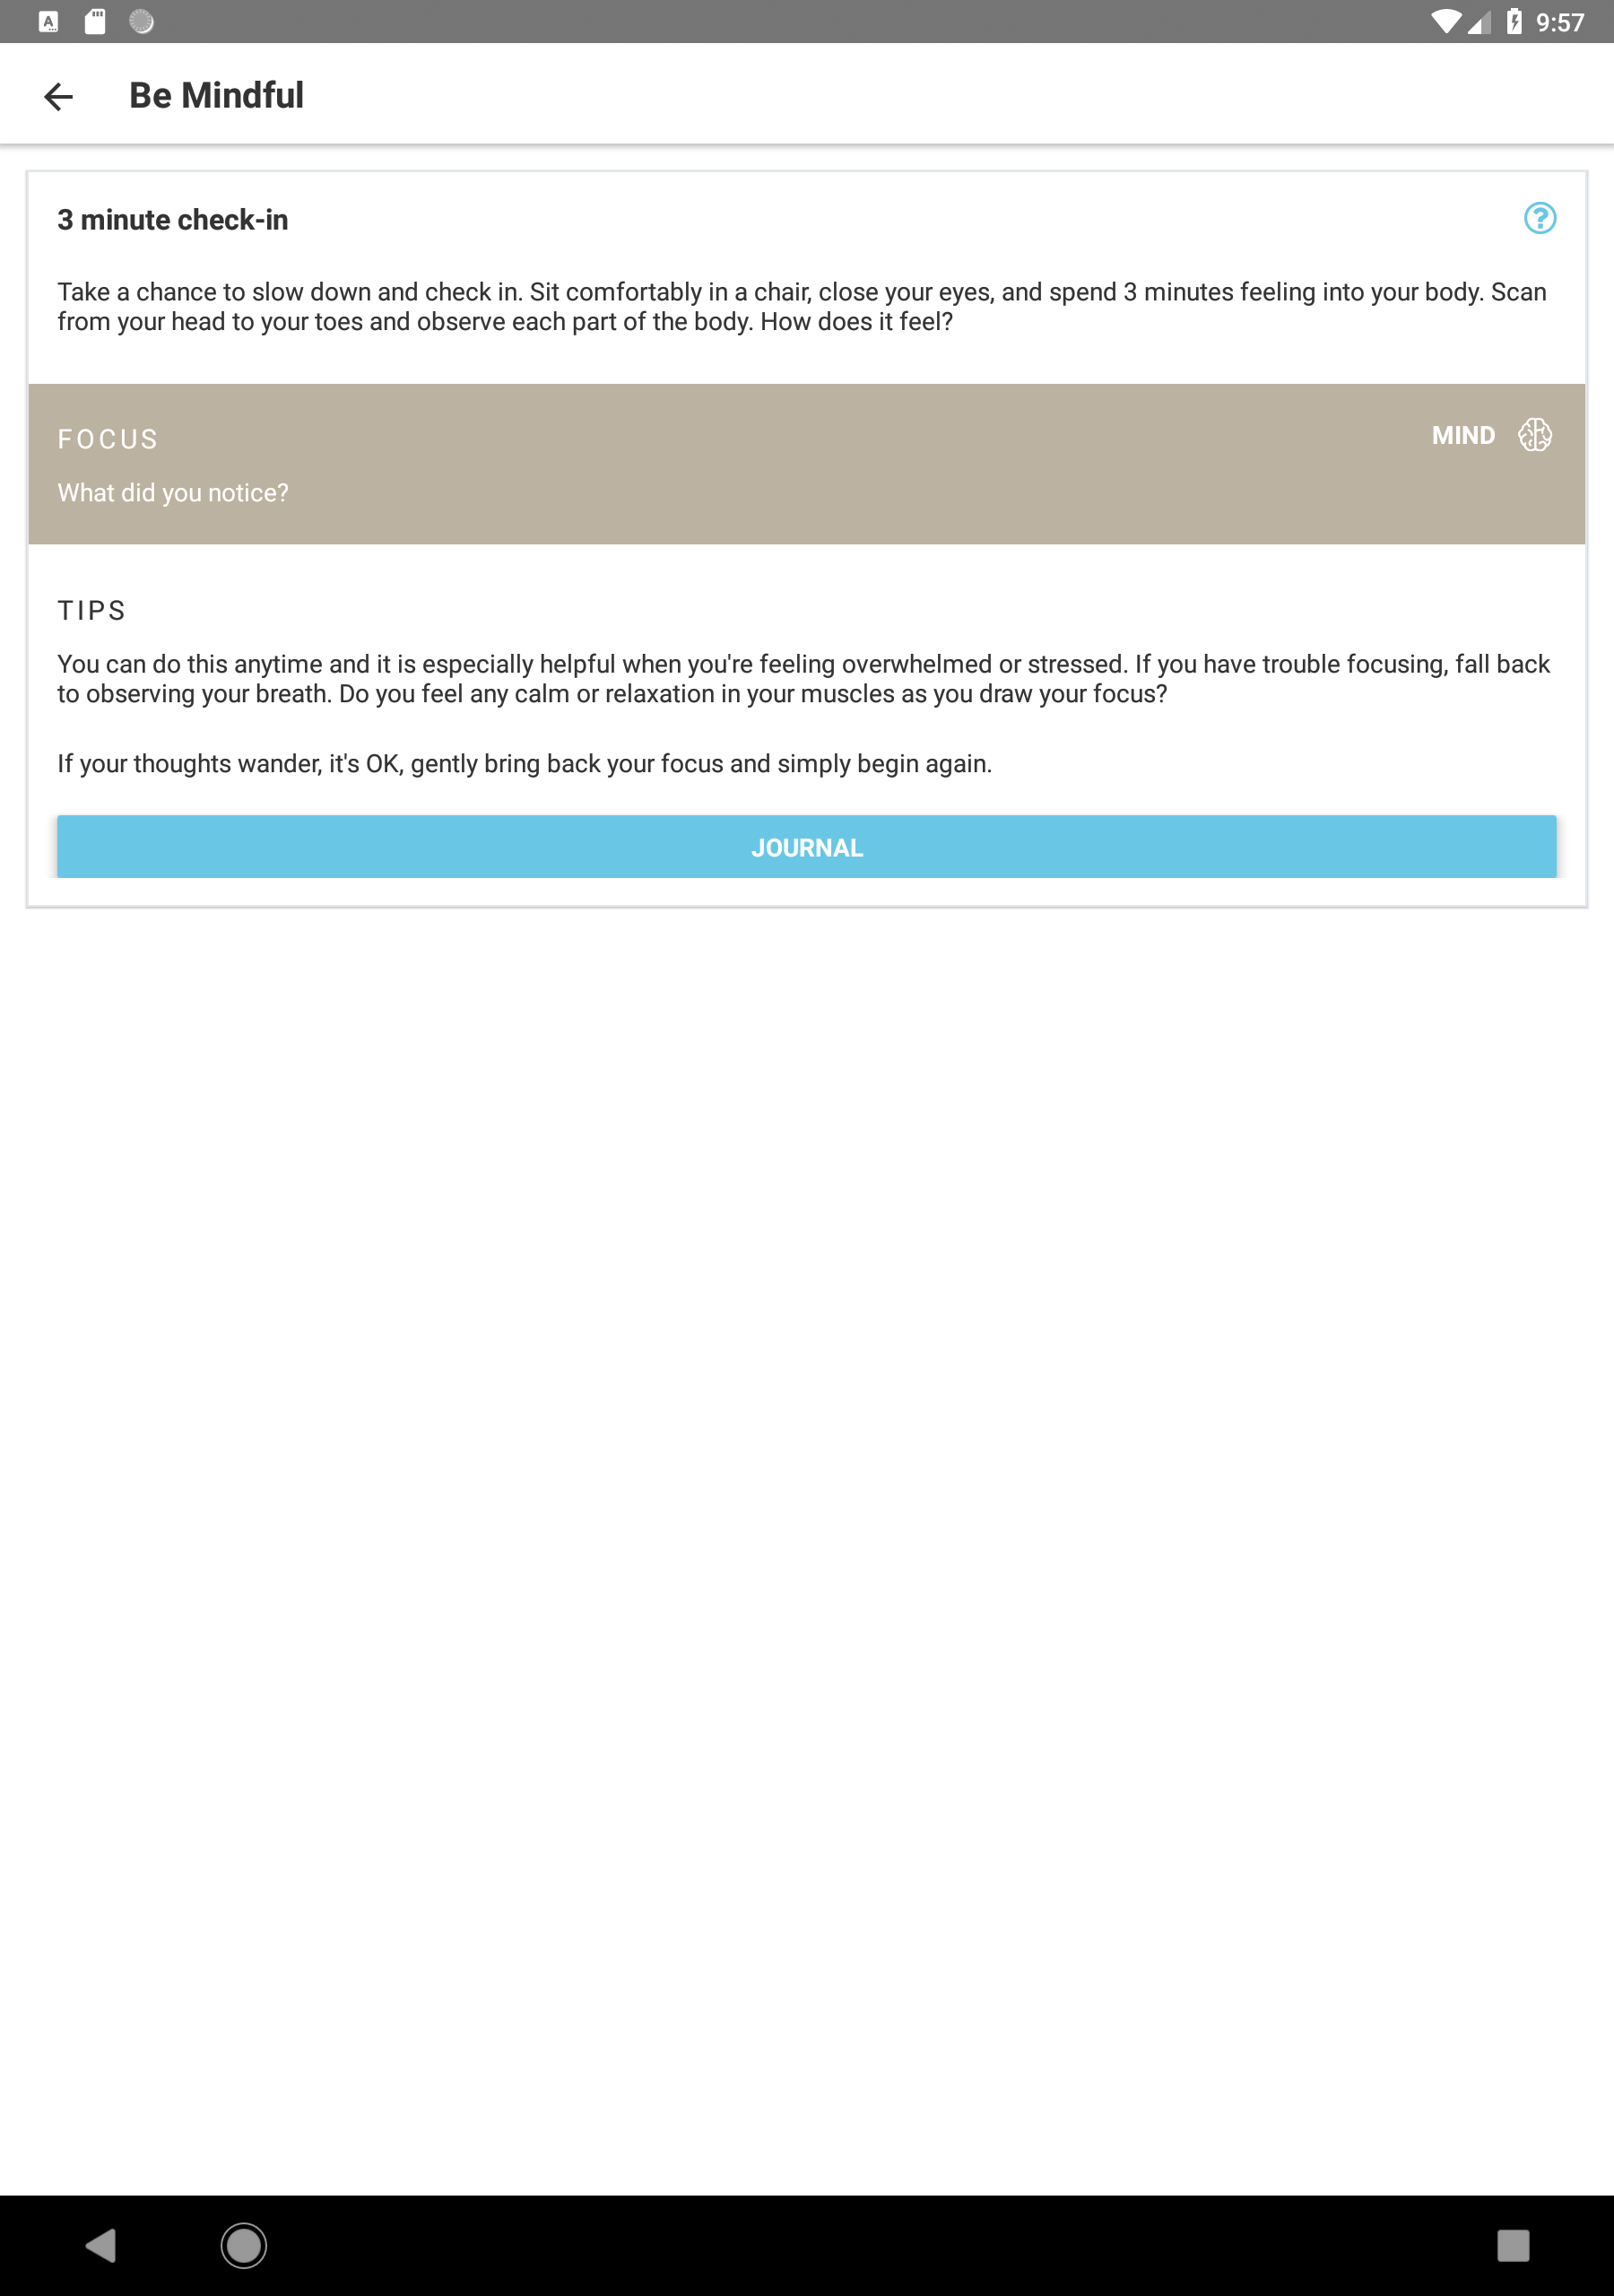 9:57
Be Mindful
3 minute check-in
Take a chance to slow down and check in. Sit comfortably in a chair, close your eyes, and spend 3 minutes feeling into your body. Scan
from your head to your toes and observe each part of the body. How does it feel?
FOCUS
MIND
What did you notice?
TIPS
You can do this anytime and it is especially helpful when you're feeling overwhelmed or stressed. If you have trouble focusing, fall back
to observing your breath. Do you feel any calm or relaxation in your muscles as you draw your focus?
If your thoughts wander, it's OK, gently bring back your focus and simply begin again.
JOURNAL